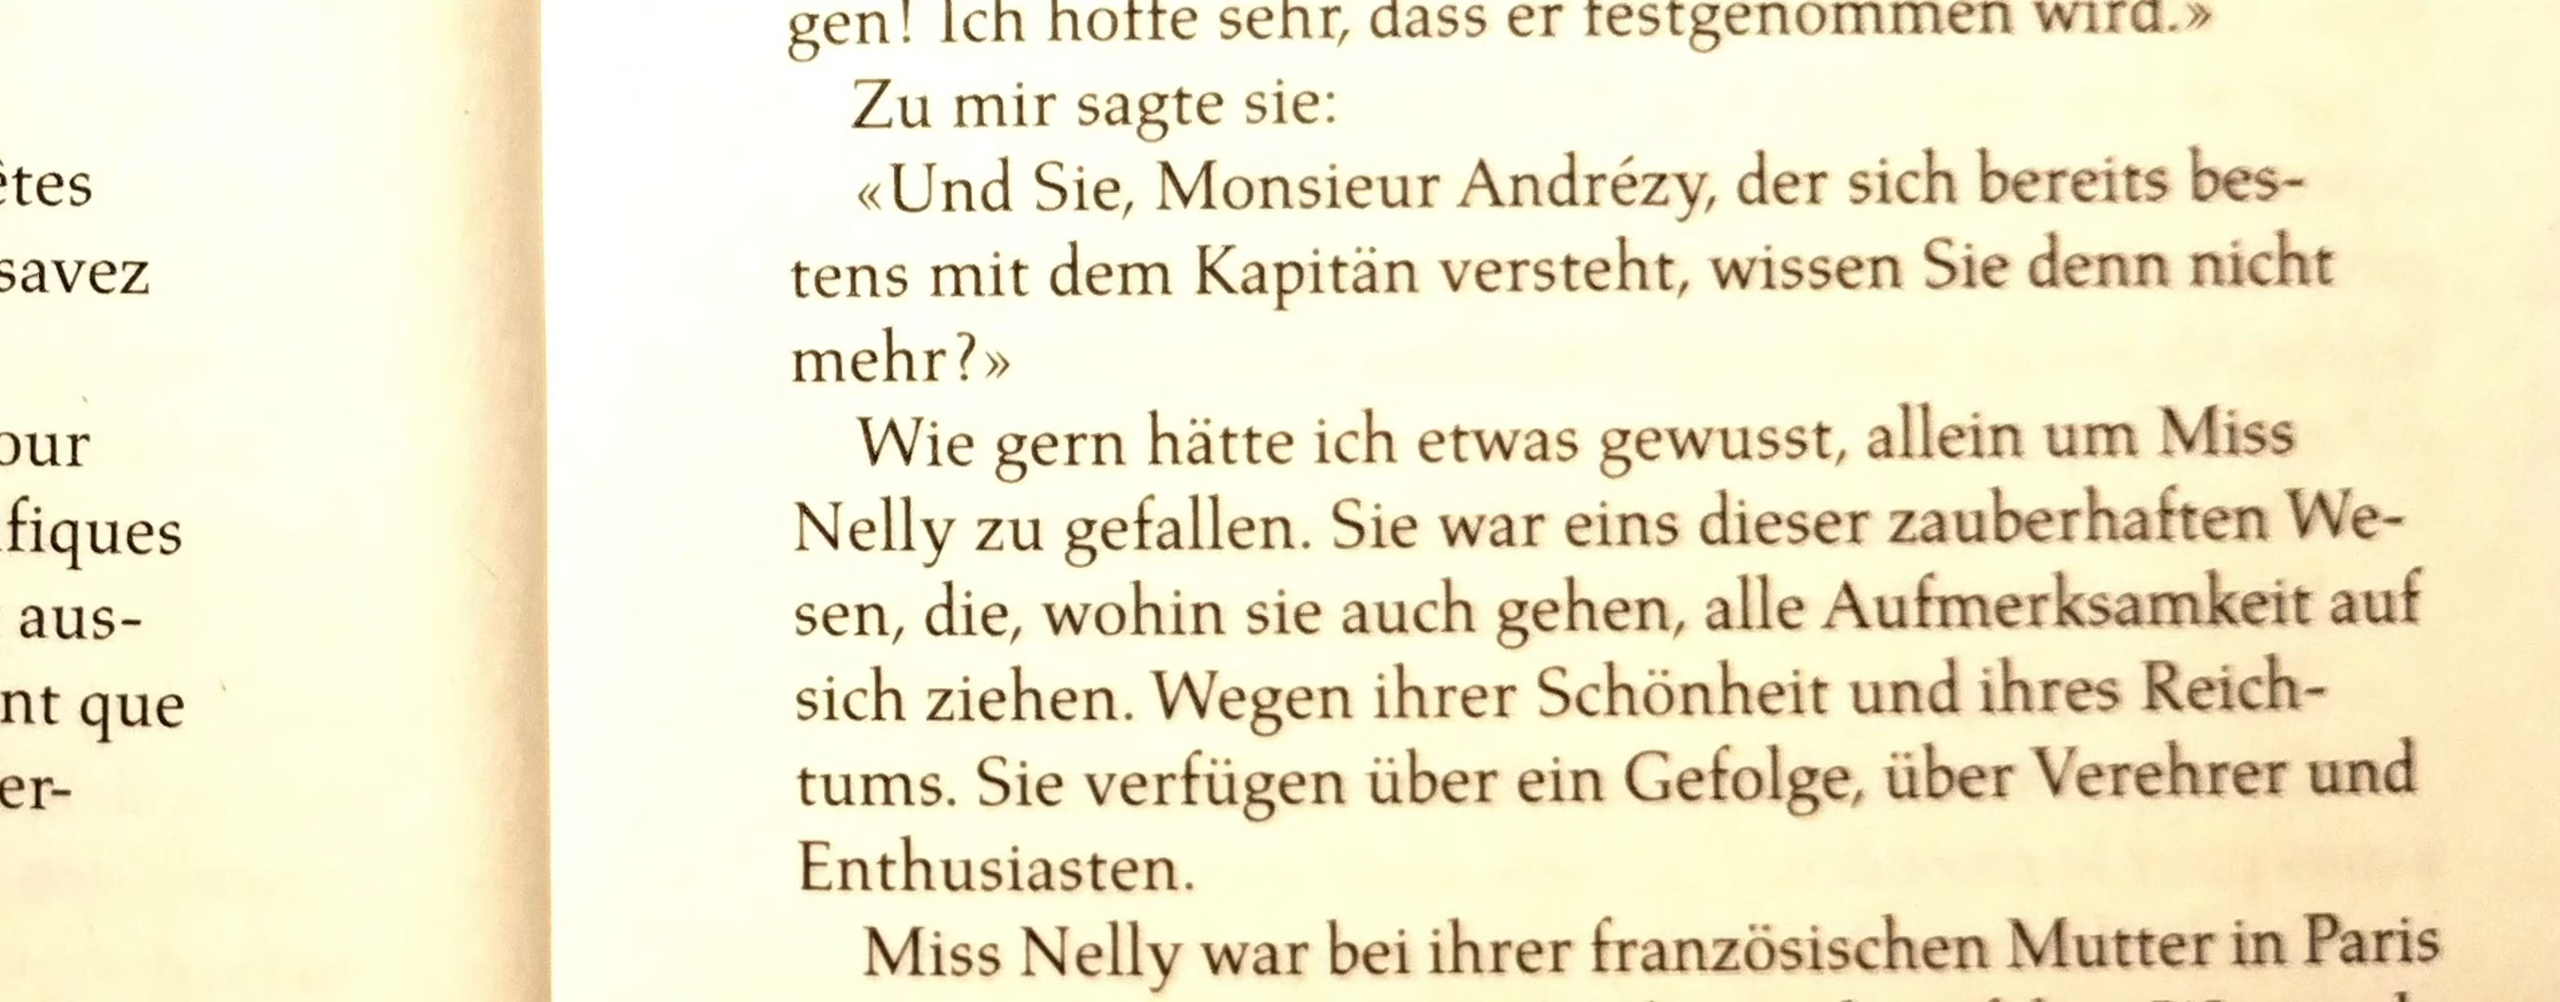 êtes
savez
our
fiques
aus-
nt que
er-
gen! Ich hoffe sehr, dass er festgenommen wird.»
Zu mir sagte sie:
«Und Sie, Monsieur Andrézy, der sich bereits bes-
tens mit dem Kapitän versteht, wissen Sie denn nicht
mehr?»
Wie gern hätte ich etwas gewusst, allein um Miss
Nelly zu gefallen. Sie war eins dieser zauberhaften We-
sen, die, wohin sie auch gehen, alle Aufmerksamkeit auf
sich ziehen. Wegen ihrer Schönheit und ihres Reich-
tums. Sie verfügen über ein Gefolge, über Verehrer und
Enthusiasten.
Miss Nelly war bei ihrer französischen Mutter in Paris